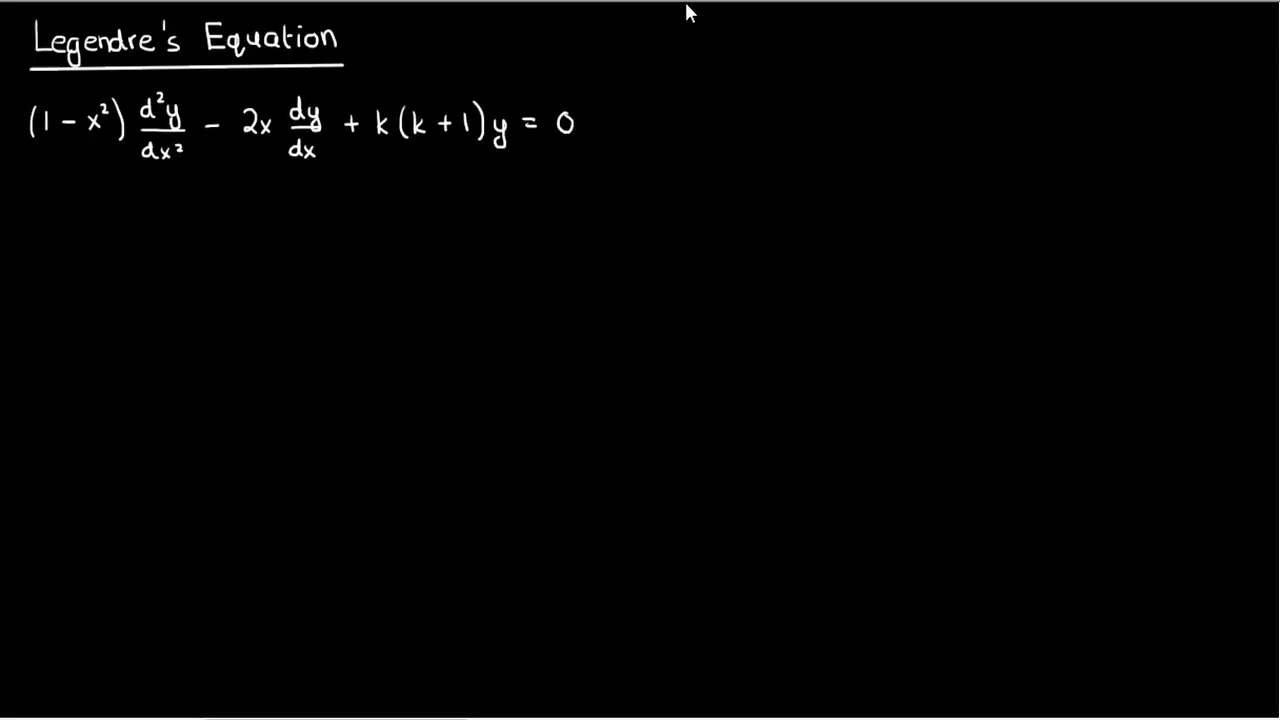 Legendre's Equation
(1 - x²) d²y/dx² - 2x dy/dx + k(k + 1)y = 0